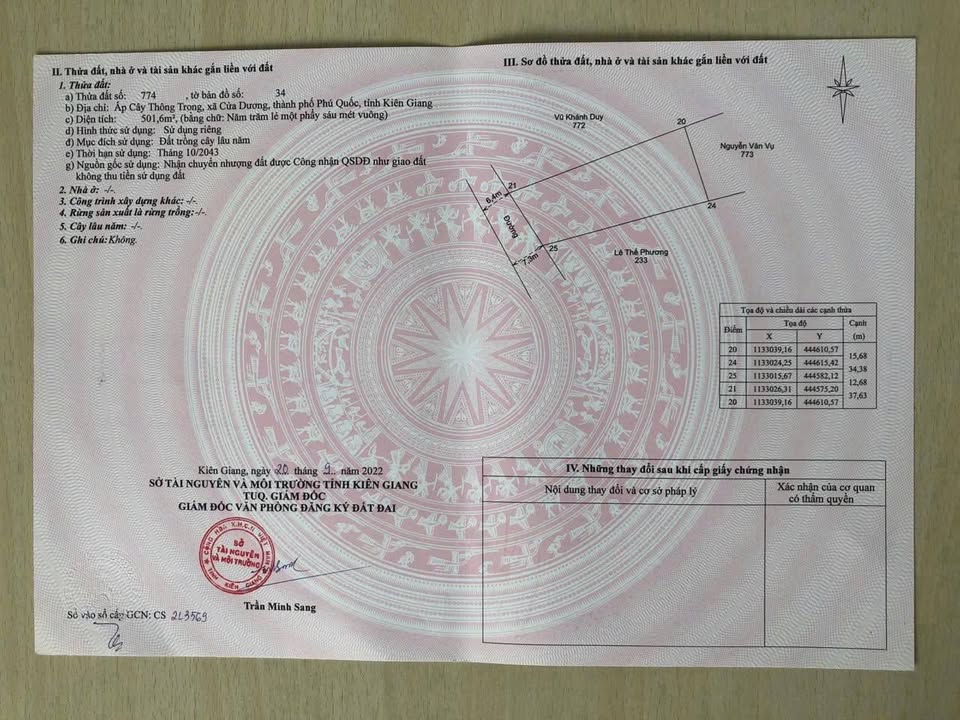 II. Thửa đất, nhà ở và tài sản khác gắn liền với đất
1. Thửa đất:
a) Thửa đất số: 774 , tờ bản đồ số: 34
b) Địa chỉ: Ấp Cây Thông Trong, xã Cửa Dương, thành phố Phú Quốc, tỉnh Kiên Giang
c) Diện tích: 501,6m², (bằng chữ: Năm trăm lẻ một phẩy sáu mét vuông)
d) Hình thức sử dụng: Sử dụng riêng
đ) Mục đích sử dụng: Đất trồng cây lâu năm
e) Thời hạn sử dụng: Tháng 10/2043
g) Nguồn gốc sử dụng: Nhận chuyển nhượng đất được Công nhận QSDĐ như giao đất
không thu tiền sử dụng đất
2. Nhà ở: -/-.
3. Công trình xây dựng khác: -/-.
4. Rừng sản xuất là rừng trồng:-/-.
5. Cây lâu năm: -/-.
6. Ghi chú: Không.
Kiên Giang, ngày 20 tháng 9 năm 2022
SỞ TÀI NGUYÊN VÀ MÔI TRƯỜNG TỈNH KIÊN GIANG
TUQ. GIÁM ĐỐC
GIÁM ĐỐC VĂN PHÒNG ĐĂNG KÝ ĐẤT ĐAI
CỘNG HÒA X.H.C.N VIỆT NAM
SỞ
TÀI NGUYÊN
VÀ MÔI TRƯỜNG
TỈNH KIÊN GIANG
Trần Minh Sang
Số vào sổ cấp GCN: CS 213569
III. Sơ đồ thửa đất, nhà ở và tài sản khác gắn liền với đất
Vũ Khánh Duy
772
20
Nguyễn Văn Vụ
773
21
6,4m
24
Đường
25
7,3m
Lê Thế Phương
233
Tọa độ và chiều dài các cạnh thửa
Điểm Tọa độ Cạnh
X Y (m)
20 1133039,16 444610,57
15,68
24 1133024,25 444615,42
34,38
25 1133015,67 444582,12
12,68
21 1133026,31 444575,20
37,63
20 1133039,16 444610,57
IV. Những thay đổi sau khi cấp giấy chứng nhận
Nội dung thay đổi và cơ sở pháp lý
Xác nhận của cơ quan
có thẩm quyền